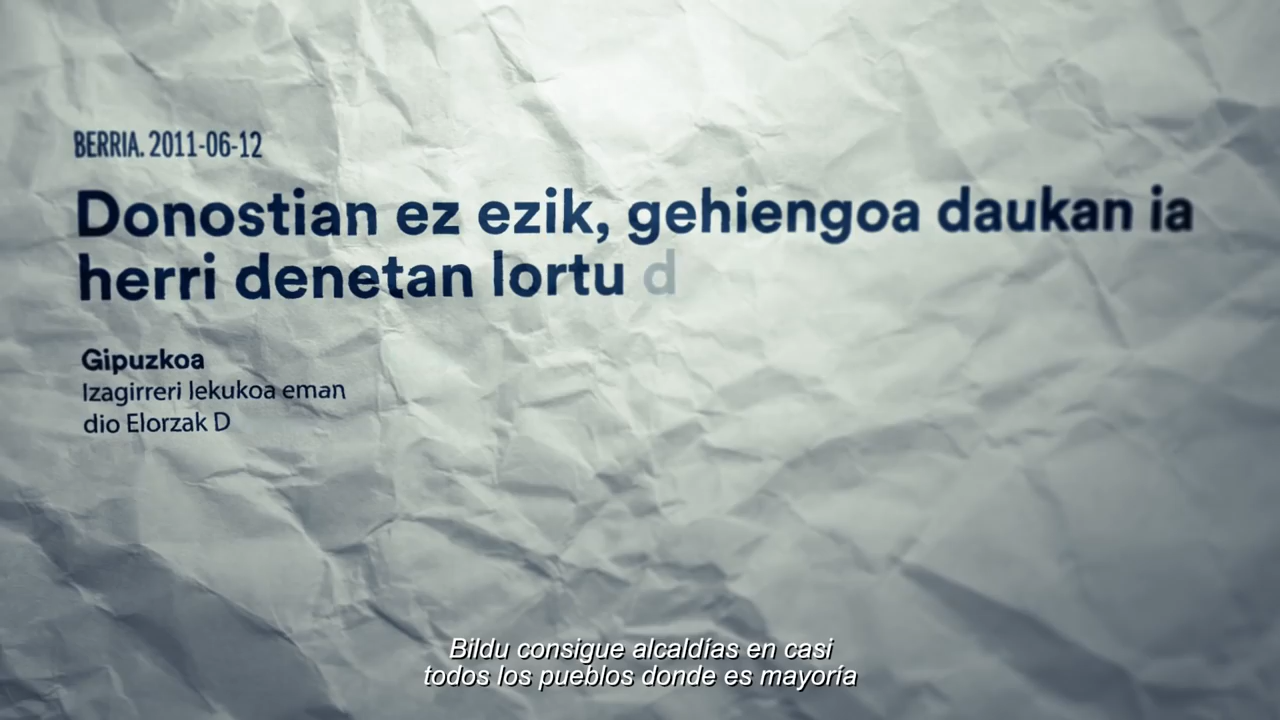 BERRIA. 2011-06-12
Donostian ez ezik, gehiengoa daukan ia
herri denetan lortu d
Gipuzkoa
Izagirreri lekukoa eman
dio Elorzak D
Bildu consigue alcaldías en casi
todos los pueblos donde es mayoría